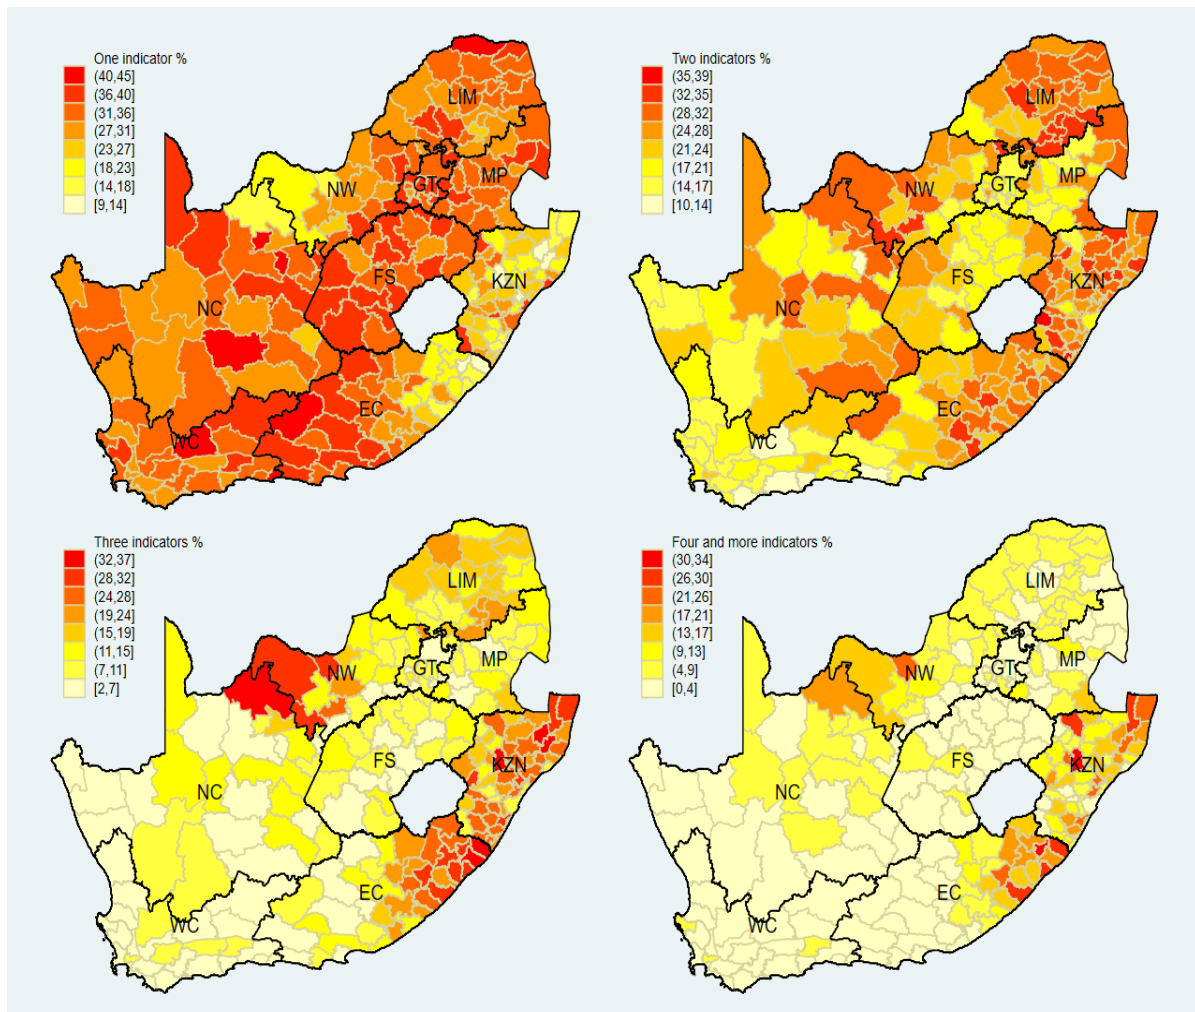 One indicator %
(40,45]
(36,40]
(31,36]
(27,31]
(23,27]
(18,23]
(14,18]
[9,14]
LIM
NW
GT
MP
FS
KZN
NC
EC
WC
Two indicators %
(35,39]
(32,35]
(28,32]
(24,28]
(21,24]
(17,21]
(14,17]
[10,14]
LIM
NW
GT
MP
FS
KZN
NC
EC
WC
Three indicators %
(32,37]
(28,32]
(24,28]
(19,24]
(15,19]
(11,15]
(7,11]
[2,7]
LIM
NW
GT
MP
FS
KZN
NC
EC
WC
Four and more indicators %
(30,34]
(26,30]
(21,26]
(17,21]
(13,17]
(9,13]
(4,9]
[0,4]
LIM
NW
GT
MP
FS
KZN
NC
EC
WC